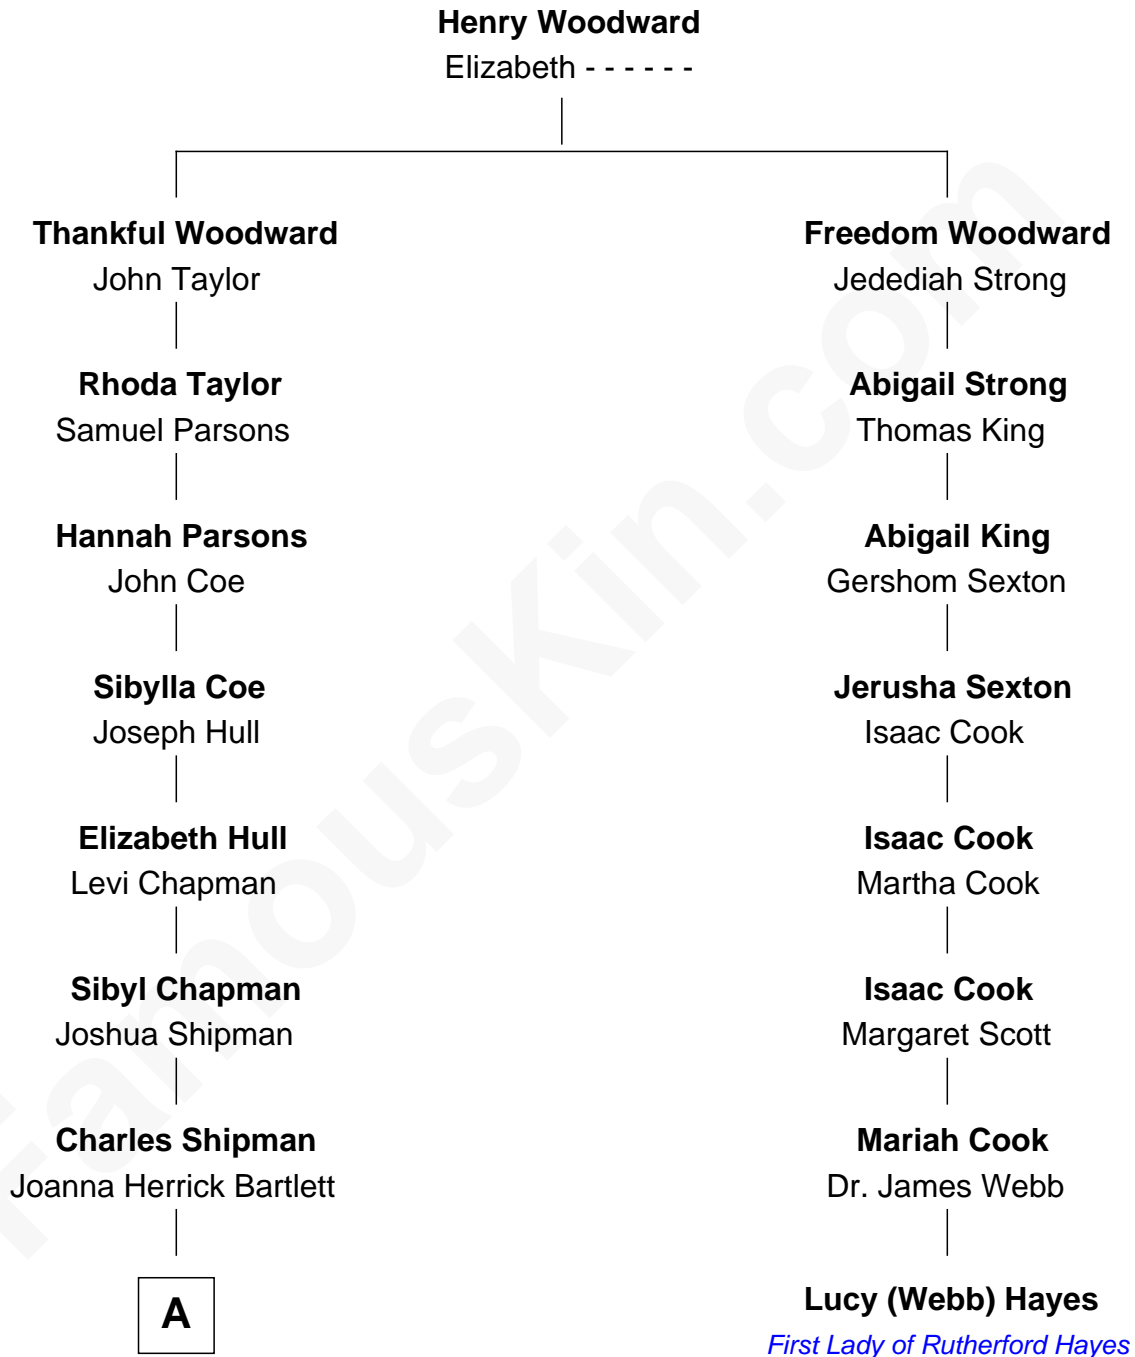 Henry Woodward
Elizabeth - - - - - -
Thankful Woodward
John Taylor
Freedom Woodward
Jedediah Strong
Rhoda Taylor
Samuel Parsons
Abigail Strong
Thomas King
Hannah Parsons
John Coe
Abigail King
Gershom Sexton
Sibylla Coe
Joseph Hull
Jerusha Sexton
Isaac Cook
Elizabeth Hull
Levi Chapman
Isaac Cook
Martha Cook
Sibyl Chapman
Joshua Shipman
Isaac Cook
Margaret Scott
Charles Shipman
Joanna Herrick Bartlett
Mariah Cook
Dr. James Webb
A
Lucy (Webb) Hayes
First Lady of Rutherford Hayes
FamousKin.com